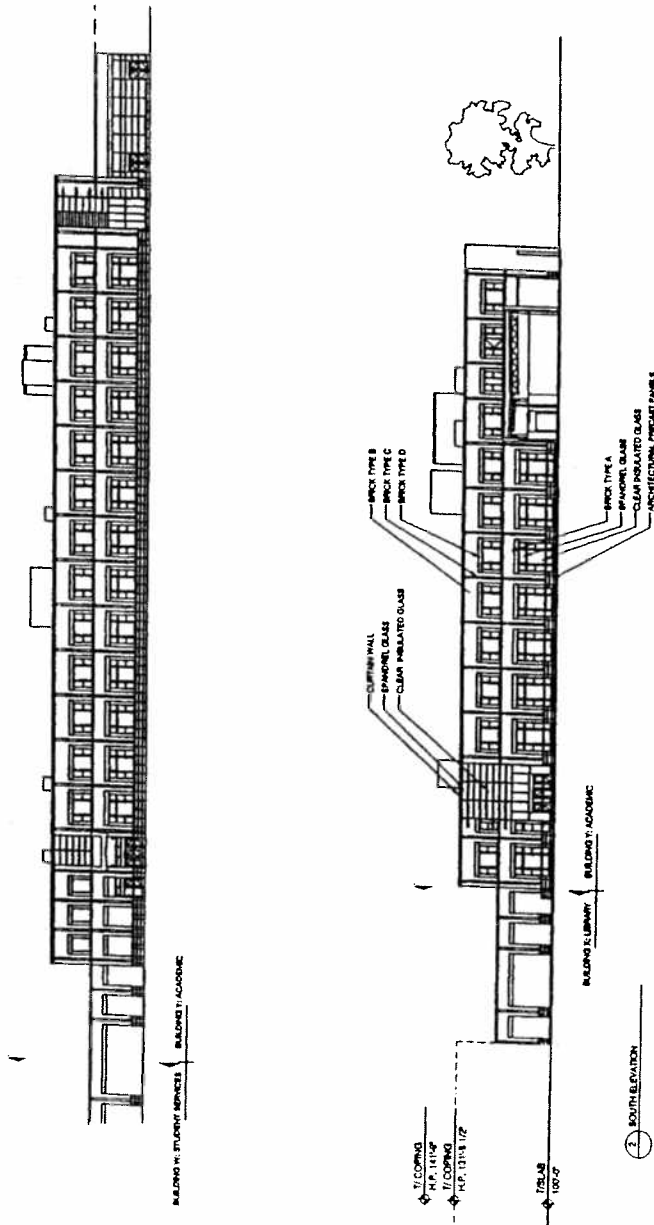 BUILDING W: STUDENT SERVICES
BUILDING Y: ACADEMIC
BRICK TYPE B
BRICK TYPE C
BRICK TYPE D
CURTAIN WALL
SPANDREL GLASS
CLEAR INSULATED GLASS
BRICK TYPE A
SPANDREL GLASS
CLEAR INSULATED GLASS
ARCHITECTURAL PRECAST PANELS
BUILDING X: LIBRARY
BUILDING Y: ACADEMIC
T/ COPING
H.P. 141'-8"
T/ COPING
H.P. 131'-8 1/2"
T/SLAB
100'-0"
2
SOUTH ELEVATION